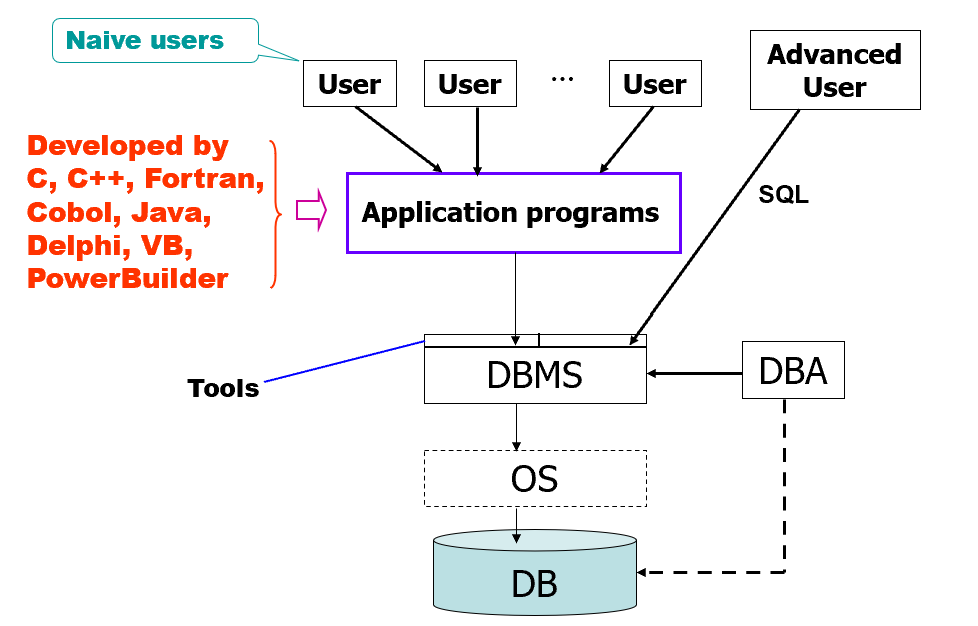 Naive users
User
User
...
User
Advanced
User
Developed by
C, C++, Fortran,
Cobol, Java,
Delphi, VB,
PowerBuilder
Application programs
SQL
Tools
DBMS
DBA
OS
DB